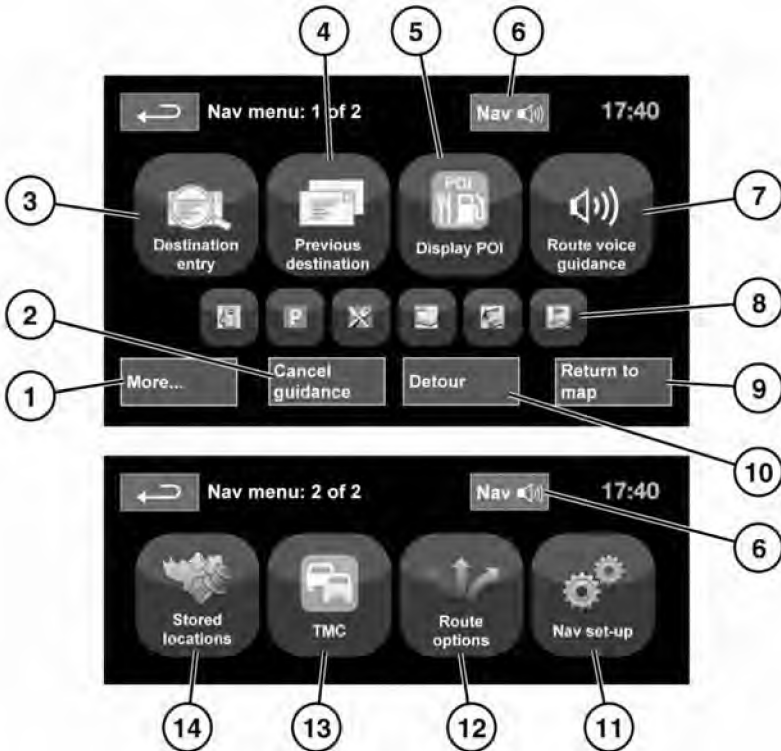 4
5
6
Nav menu: 1 of 2
Nav
17:40
3
POI
7
Destination
entry
Previous
destination
Display POI
Route voice
guidance
2
P
8
More...
Cancel
guidance
Detour
Return to
map
1
9
10
Nav menu: 2 of 2
Nav
17:40
6
Stored
locations
TMC
Route
options
Nav set-up
14
13
12
11